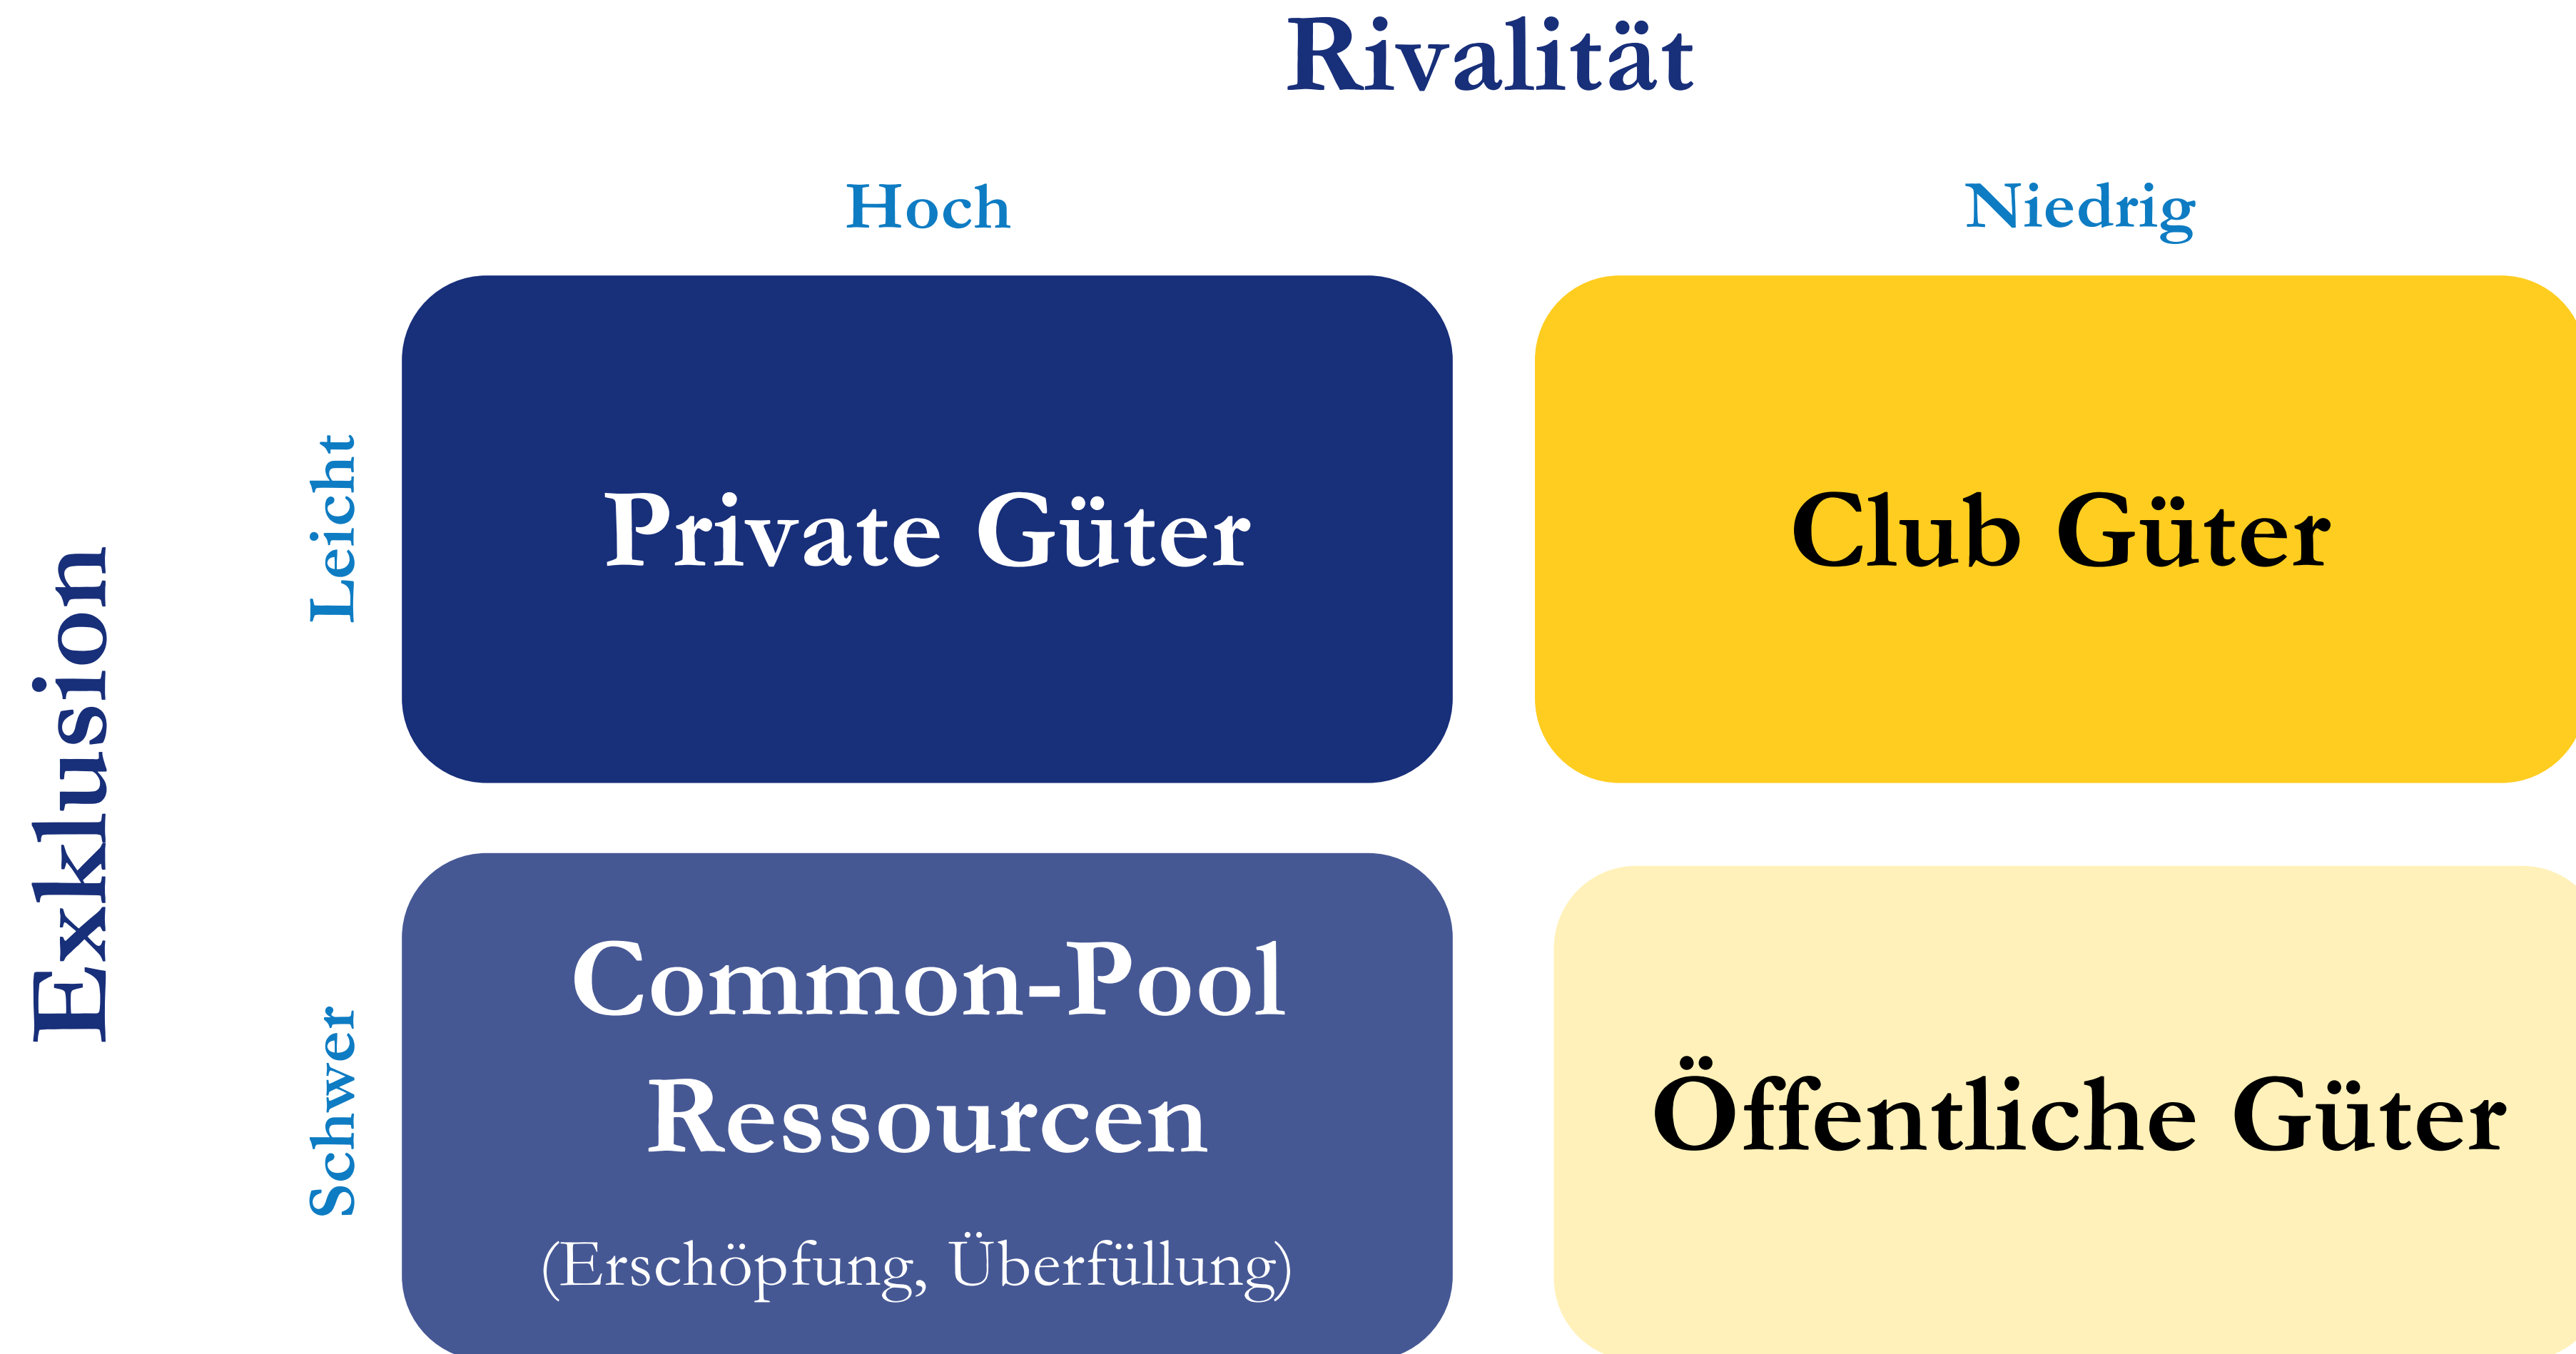 Rivalität
Hoch
Niedrig
Exklusion
Leicht
Private Güter
Club Güter
Schwer
Common-Pool
Ressourcen
(Erschöpfung, Überfüllung)
Öffentliche Güter